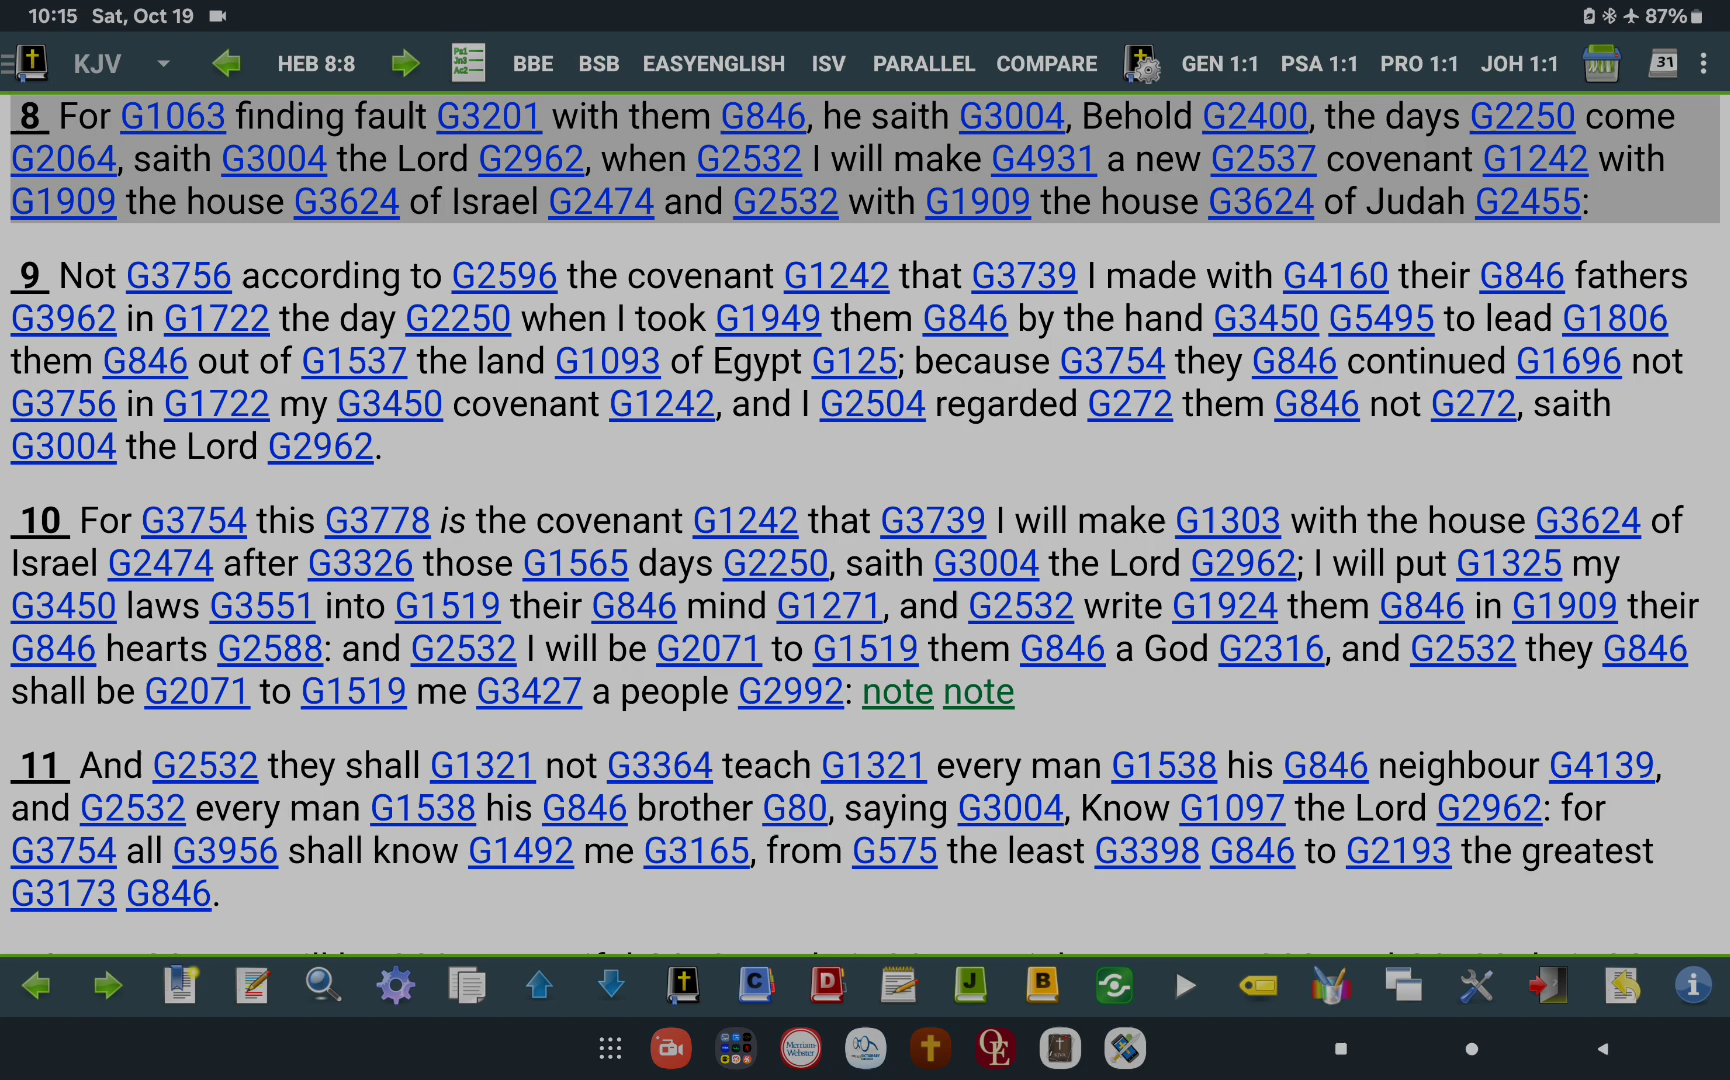 10:15 Sat, Oct 19 87%
KJV HEB 8:8 BBE BSB EASYENGLISH ISV PARALLEL COMPARE GEN 1:1 PSA 1:1 PRO 1:1 JOH 1:1 31
8 For G1063 finding fault G3201 with them G846, he saith G3004, Behold G2400, the days G2250 come
G2064, saith G3004 the Lord G2962, when G2532 I will make G4931 a new G2537 covenant G1242 with
G1909 the house G3624 of Israel G2474 and G2532 with G1909 the house G3624 of Judah G2455:
9 Not G3756 according to G2596 the covenant G1242 that G3739 I made with G4160 their G846 fathers
G3962 in G1722 the day G2250 when I took G1949 them G846 by the hand G3450 G5495 to lead G1806
them G846 out of G1537 the land G1093 of Egypt G125; because G3754 they G846 continued G1696 not
G3756 in G1722 my G3450 covenant G1242, and I G2504 regarded G272 them G846 not G272, saith
G3004 the Lord G2962.
10 For G3754 this G3778 is the covenant G1242 that G3739 I will make G1303 with the house G3624 of
Israel G2474 after G3326 those G1565 days G2250, saith G3004 the Lord G2962; I will put G1325 my
G3450 laws G3551 into G1519 their G846 mind G1271, and G2532 write G1924 them G846 in G1909 their
G846 hearts G2588: and G2532 I will be G2071 to G1519 them G846 a God G2316, and G2532 they G846
shall be G2071 to G1519 me G3427 a people G2992: note note
11 And G2532 they shall G1321 not G3364 teach G1321 every man G1538 his G846 neighbour G4139,
and G2532 every man G1538 his G846 brother G80, saying G3004, Know G1097 the Lord G2962: for
G3754 all G3956 shall know G1492 me G3165, from G575 the least G3398 G846 to G2193 the greatest
G3173 G846.
C D J B
Merriam-Webster OE